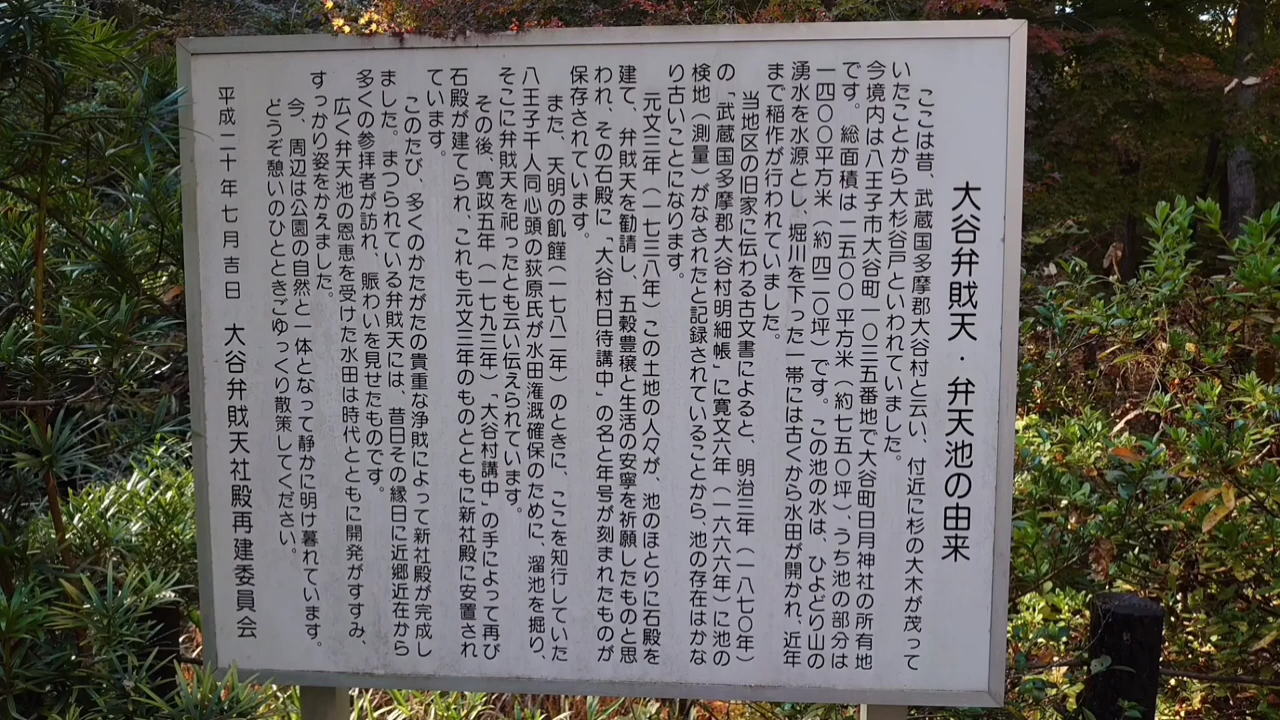 大谷弁財天・弁天池の由来
ここは昔、武蔵国多摩郡大谷村と云い、付近に杉の大木が茂って
いたことから大杉谷戸といわれていました。
今境内は八王子市大谷町一〇三五番地で大谷町日月神社の所有地
です。総面積は二五〇〇平方米（約七五〇坪）、うち池の部分は
一四〇〇平方米（約四二〇坪）です。この池の水は、ひよどり山の
湧水を水源とし、堀川を下った一帯には古くから水田が開かれ、近年
まで稲作が行われていました。
当地区の旧家に伝わる古文書によると、明治三年（一八七〇年）
の「武蔵国多摩郡大谷村明細帳」に寛文六年（一六六六年）に池の
検地（測量）がなされたと記録されていることから、池の存在はかな
り古いことになります。
元文三年（一七三八年）この土地の人々が、池のほとりに石殿を
建て、弁財天を勧請し、五穀豊穣と生活の安寧を祈願したものと思
われ、その石殿に「大谷村日待講中」の名と年号が刻まれたものが
保存されています。
また、天明の飢饉（一七八二年）のときに、ここを知行していた
八王子千人同心頭の荻原氏が水田潅漑確保のために、溜池を掘り、
そこに弁財天を祀ったとも云い伝えられています。
その後、寛政五年（一七九三年）「大谷村講中」の手によって再び
石殿が建てられ、これも元文三年のものとともに新社殿に安置され
ています。
このたび、多くのかたがたの貴重な浄財によって新社殿が完成し
ました。まつられている弁財天には、昔日その縁日に近郷近在から
多くの参拝者が訪れ、賑わいを見せたものです。
広く弁天池の恩恵を受けた水田は時代とともに開発がすすみ、
すっかり姿をかえました。
今、周辺は公園の自然と一体となって静かに明け暮れています。
どうぞ憩いのひとときごゆっくり散策してください。
平成二十年七月吉日 大谷弁財天社殿再建委員会